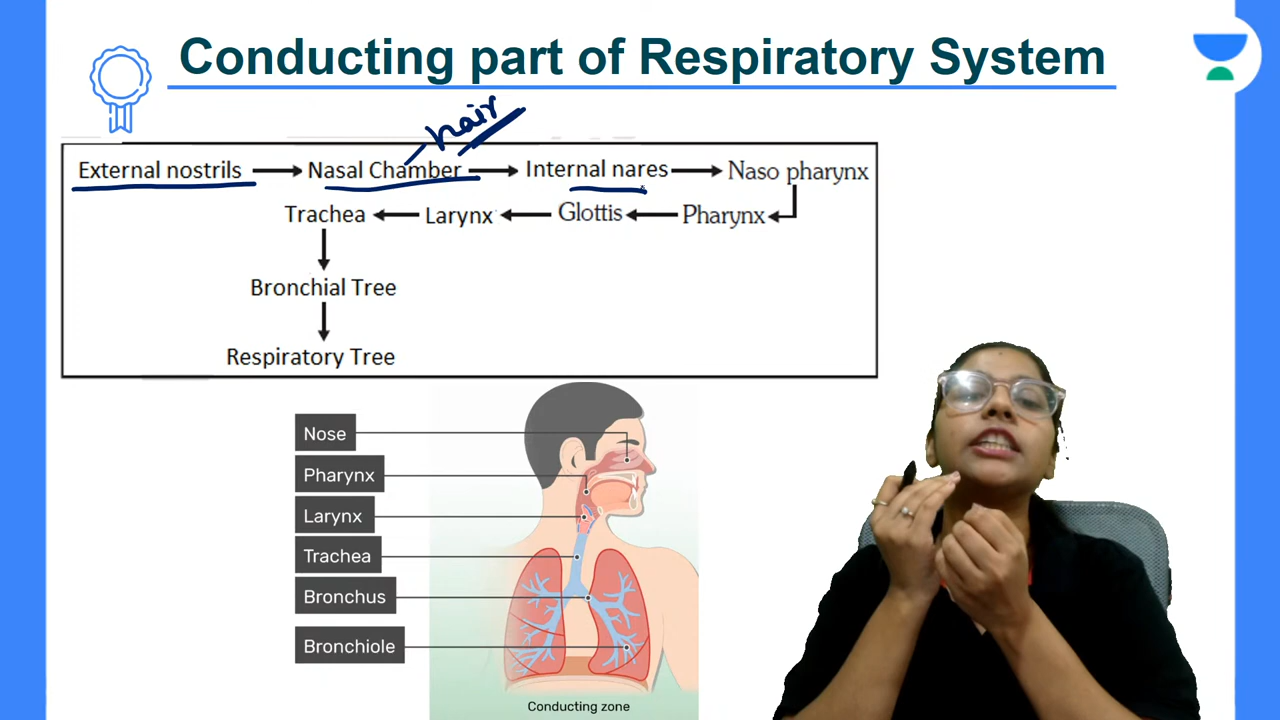 Conducting part of Respiratory System
hair
External nostrils → Nasal Chamber → Internal nares → Naso pharynx
Trachea ← Larynx ← Glottis ← Pharynx
Bronchial Tree
Respiratory Tree
Nose
Pharynx
Larynx
Trachea
Bronchus
Bronchiole
Conducting zone